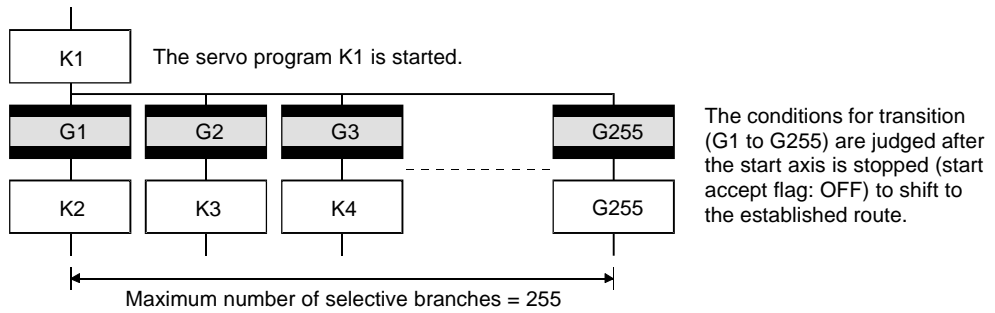 K1
The servo program K1 is started.
G1
G2
G3
G255
The conditions for transition
(G1 to G255) are judged after
the start axis is stopped (start
accept flag: OFF) to shift to
the established route.
K2
K3
K4
G255
Maximum number of selective branches = 255